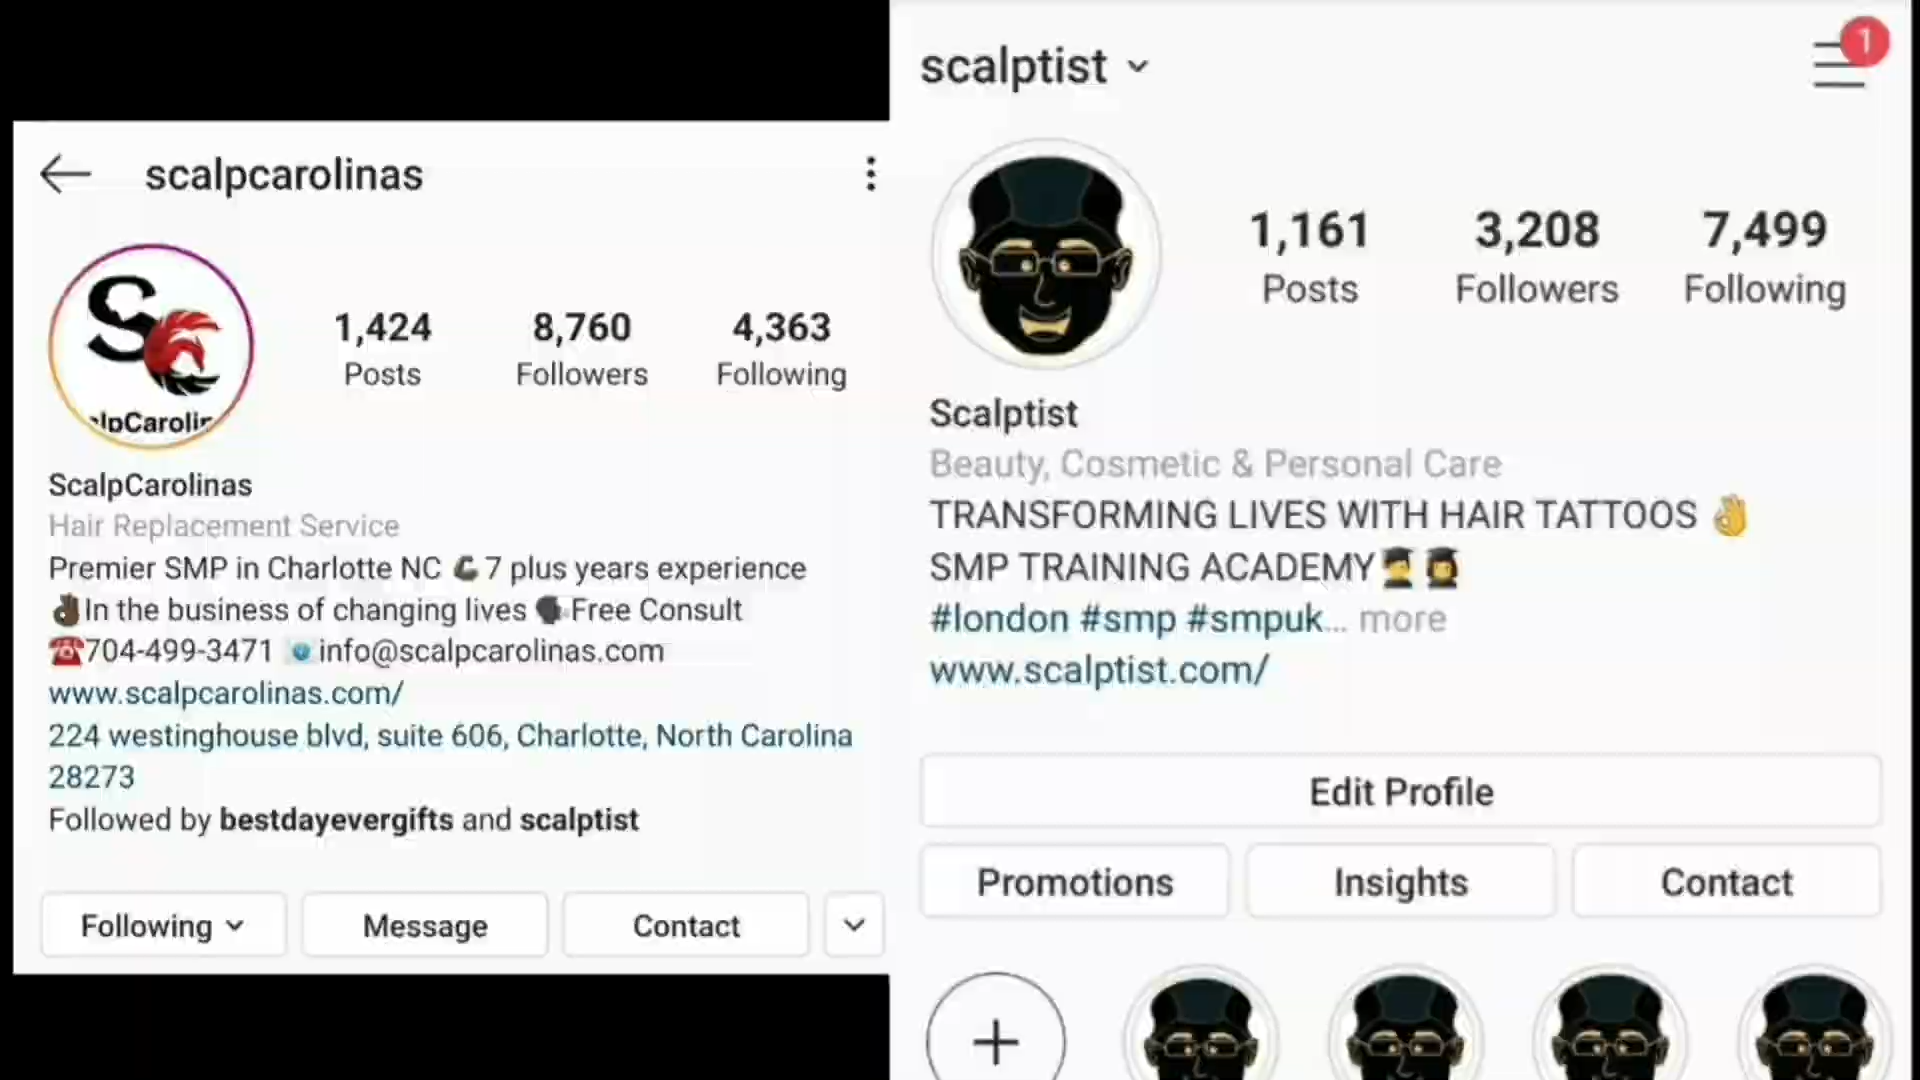 scalpcarolinas
SC
lpCarolin
1,424 8,760 4,363
Posts Followers Following
ScalpCarolinas
Hair Replacement Service
Premier SMP in Charlotte NC 💪🏿7 plus years experience
👌🏿In the business of changing lives 🗣Free Consult
☎️704-499-3471 📧info@scalpcarolinas.com
www.scalpcarolinas.com/
224 westinghouse blvd, suite 606, Charlotte, North Carolina
28273
Followed by bestdayevergifts and scalptist
Following Message Contact
scalptist
1
1,161 3,208 7,499
Posts Followers Following
Scalptist
Beauty, Cosmetic & Personal Care
TRANSFORMING LIVES WITH HAIR TATTOOS 👌
SMP TRAINING ACADEMY👨‍🎓👩‍🎓
#london #smp #smpuk... more
www.scalptist.com/
Edit Profile
Promotions Insights Contact